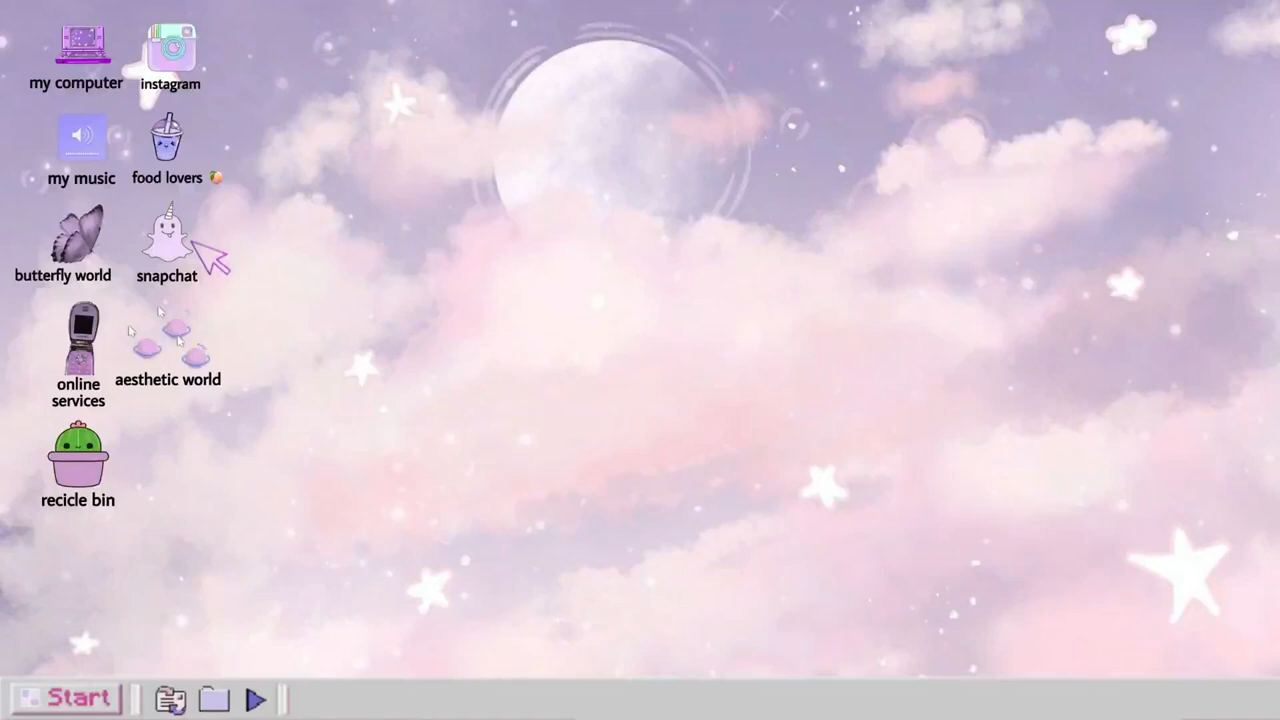 my computer
instagram
my music
food lovers 🍑
butterfly world
snapchat
online
services
aesthetic world
recicle bin
Start